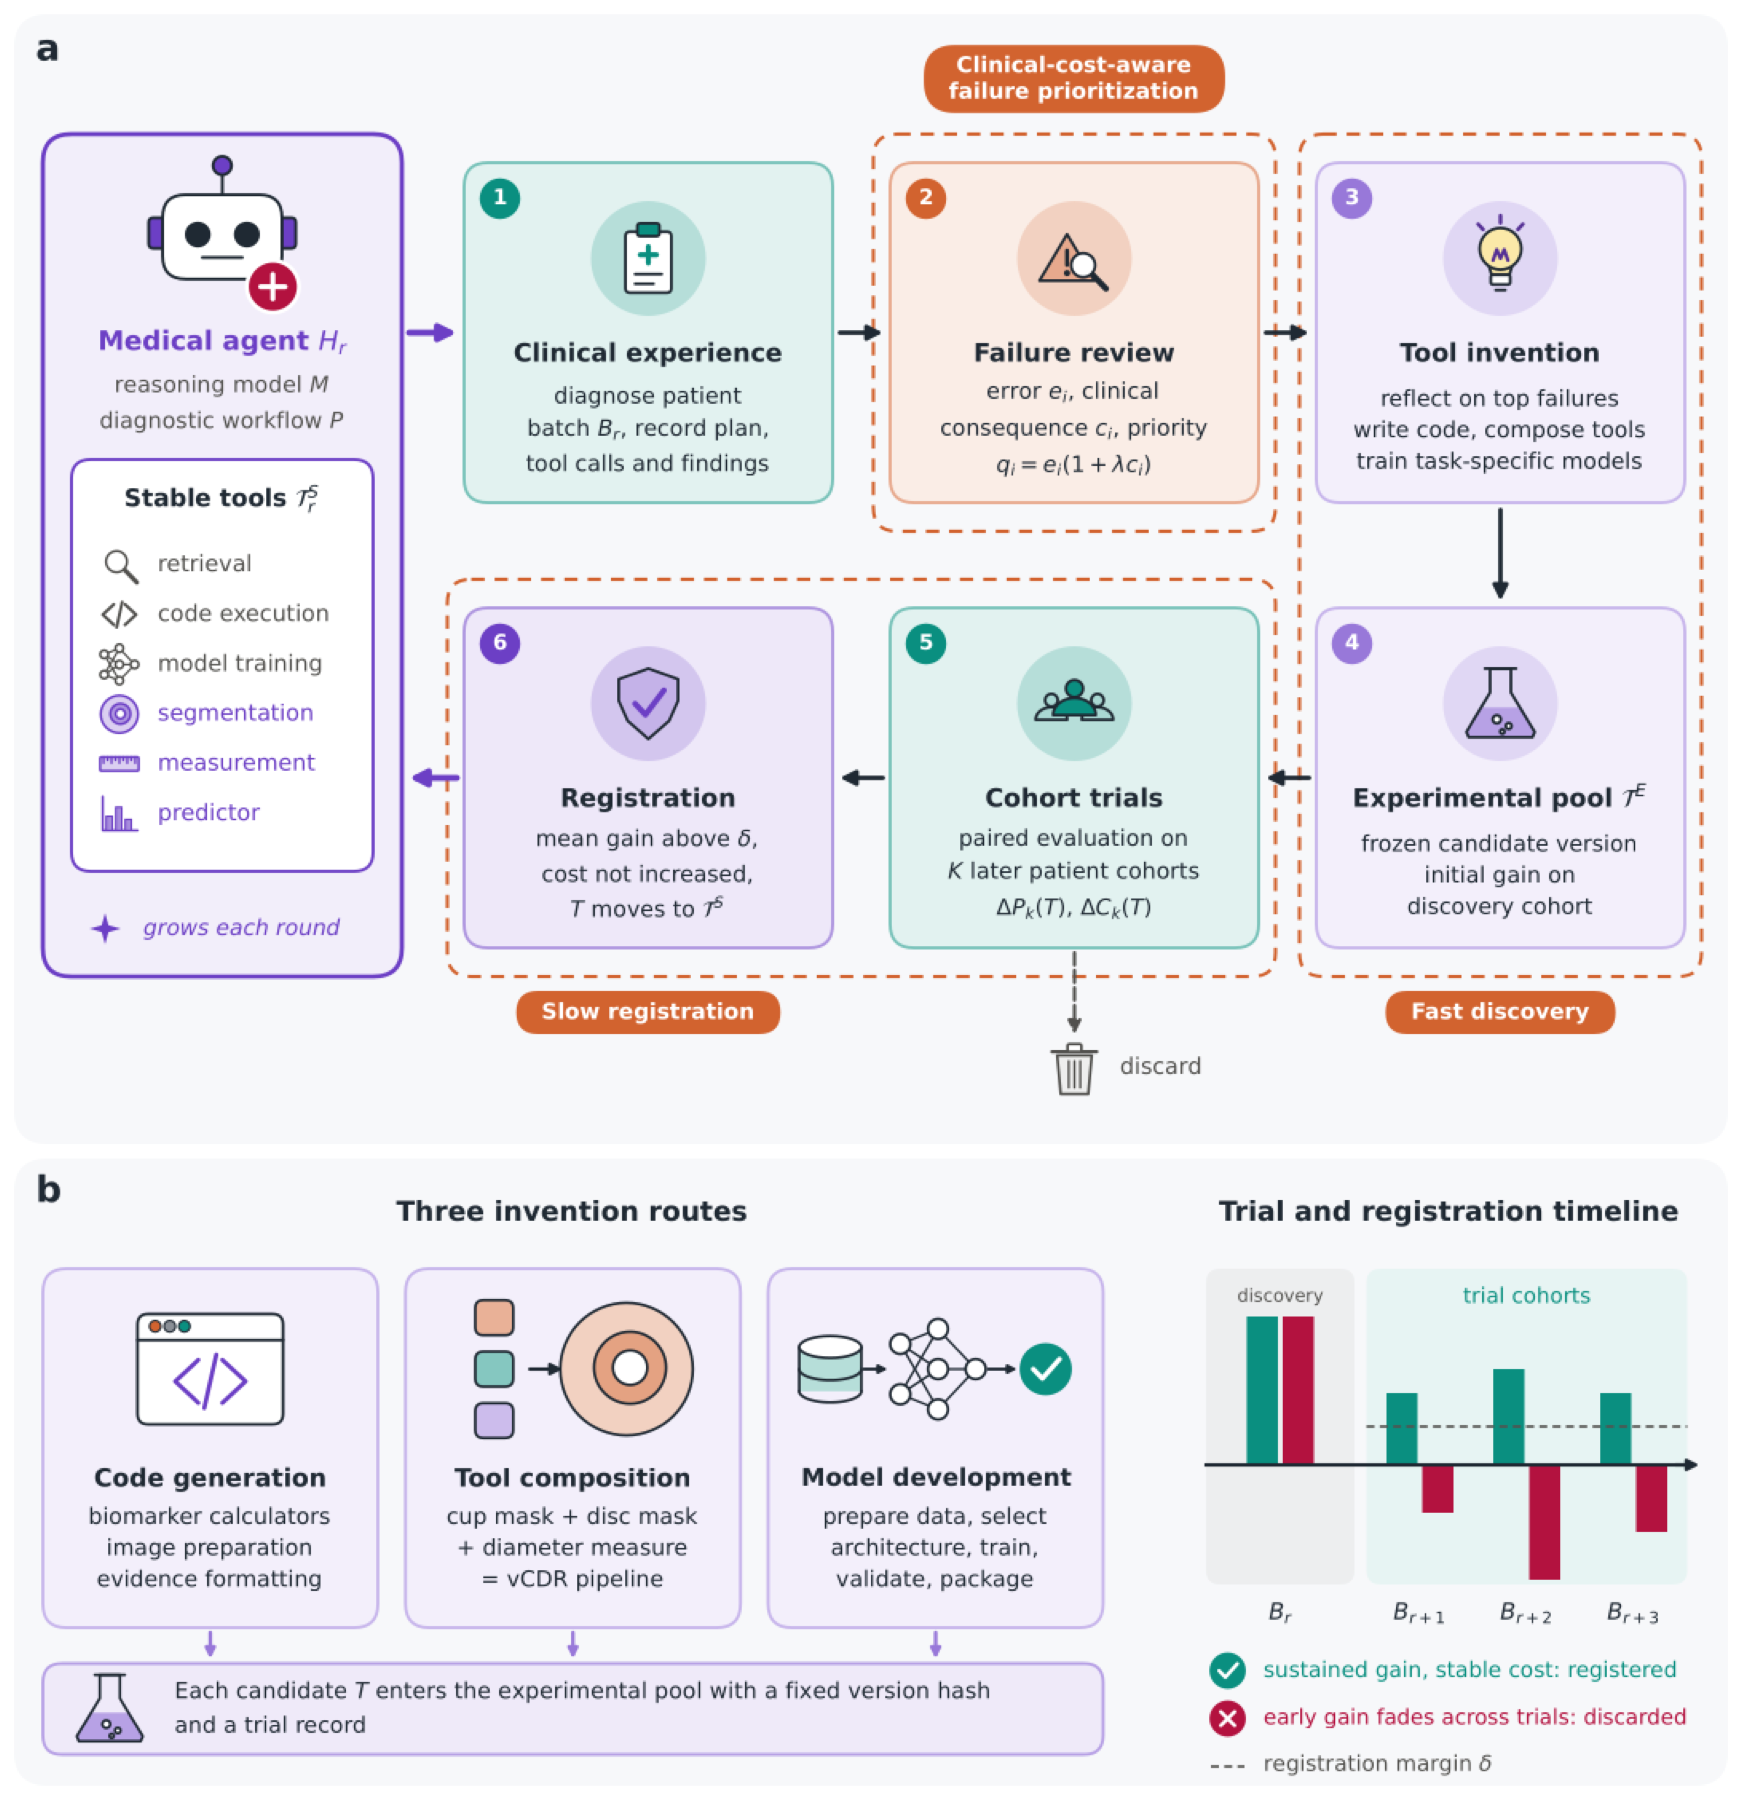 a
Clinical-cost-aware
failure prioritization
Medical agent Hᵣ
reasoning model M
diagnostic workflow P
Stable tools 𝒯ᵣˢ
retrieval
code execution
model training
segmentation
measurement
predictor
grows each round
1
Clinical experience
diagnose patient
batch Bᵣ, record plan,
tool calls and findings
2
Failure review
error eᵢ, clinical
consequence cᵢ, priority
qᵢ = eᵢ(1 + λcᵢ)
3
Tool invention
reflect on top failures
write code, compose tools
train task-specific models
4
Experimental pool 𝒯ᴱ
frozen candidate version
initial gain on
discovery cohort
5
Cohort trials
paired evaluation on
K later patient cohorts
ΔPₖ(T), ΔCₖ(T)
6
Registration
mean gain above δ,
cost not increased,
T moves to 𝒯ˢ
Slow registration
Fast discovery
discard
b
Three invention routes
Code generation
biomarker calculators
image preparation
evidence formatting
Tool composition
cup mask + disc mask
+ diameter measure
= vCDR pipeline
Model development
prepare data, select
architecture, train,
validate, package
Each candidate T enters the experimental pool with a fixed version hash
and a trial record
Trial and registration timeline
discovery
trial cohorts
Bᵣ
Bᵣ₊₁
Bᵣ₊₂
Bᵣ₊₃
sustained gain, stable cost: registered
early gain fades across trials: discarded
registration margin δ